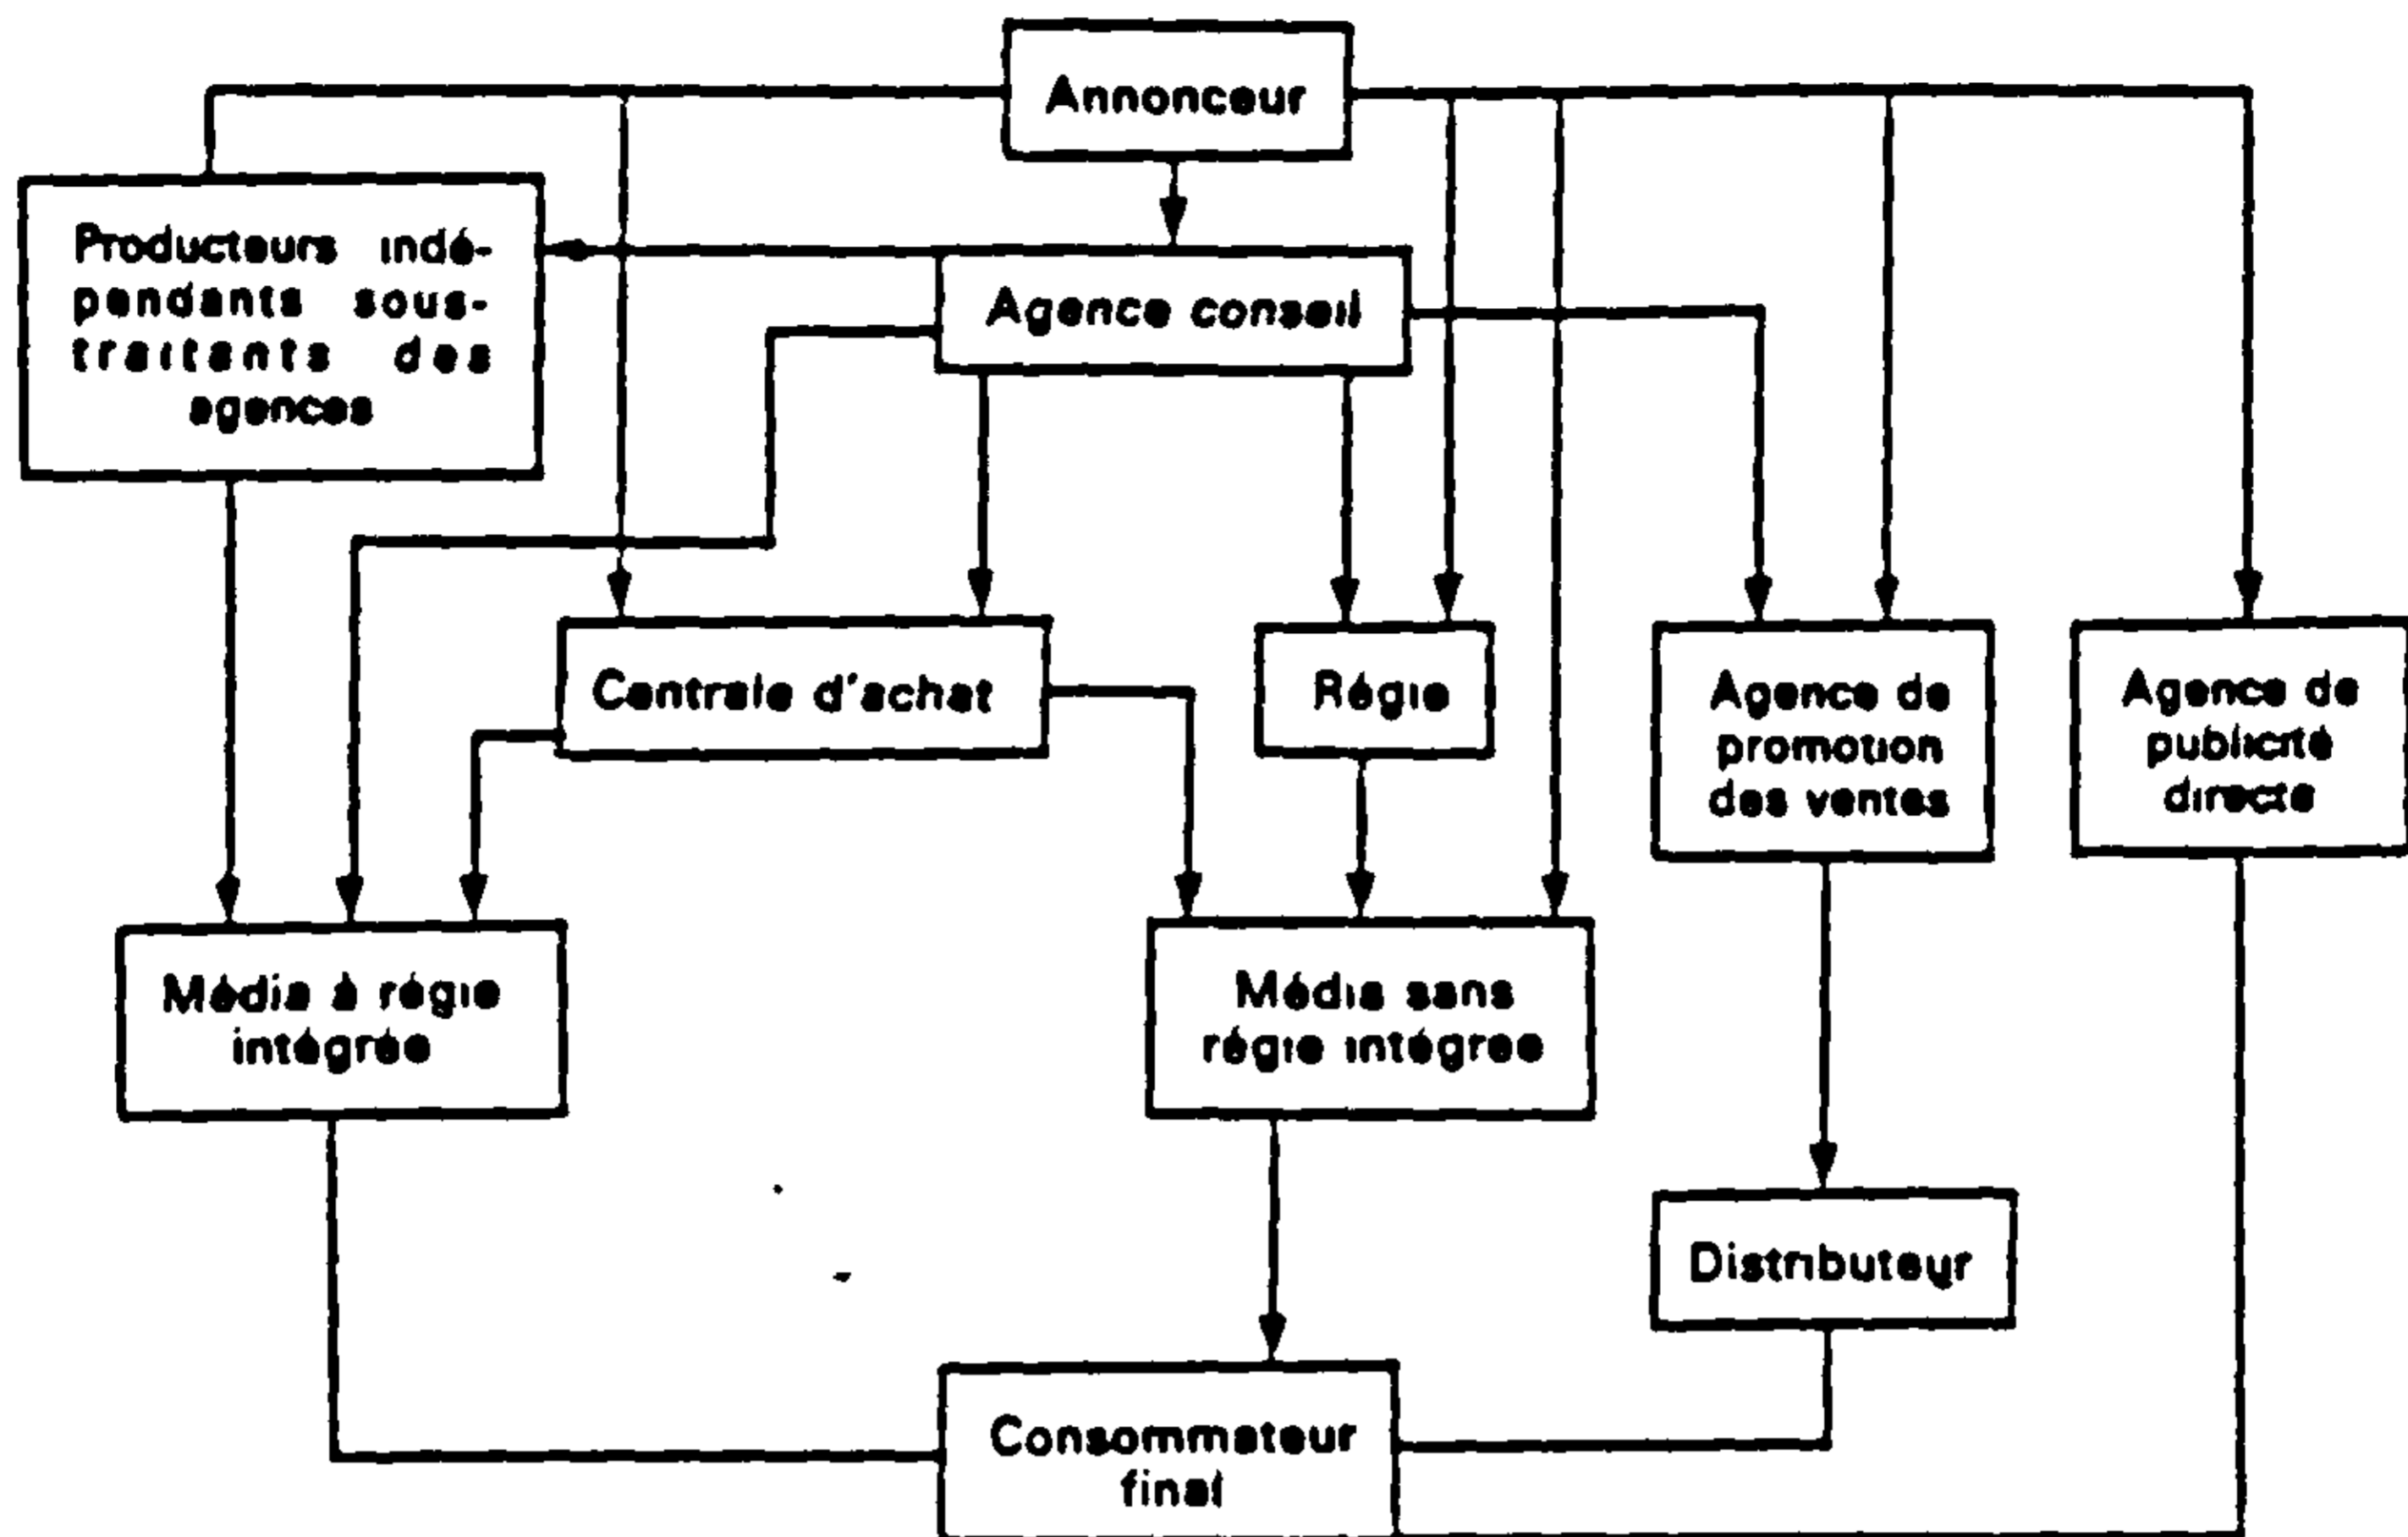 Annonceur
Producteurs indé-
pendants sous-
traitants des
agences
Agence conseil
Centrale d'achat
Régie
Agence de
promotion
des ventes
Agence de
publicité
directe
Média à régie
intégrée
Média sans
régie intégree
Distributeur
Consommateur
final